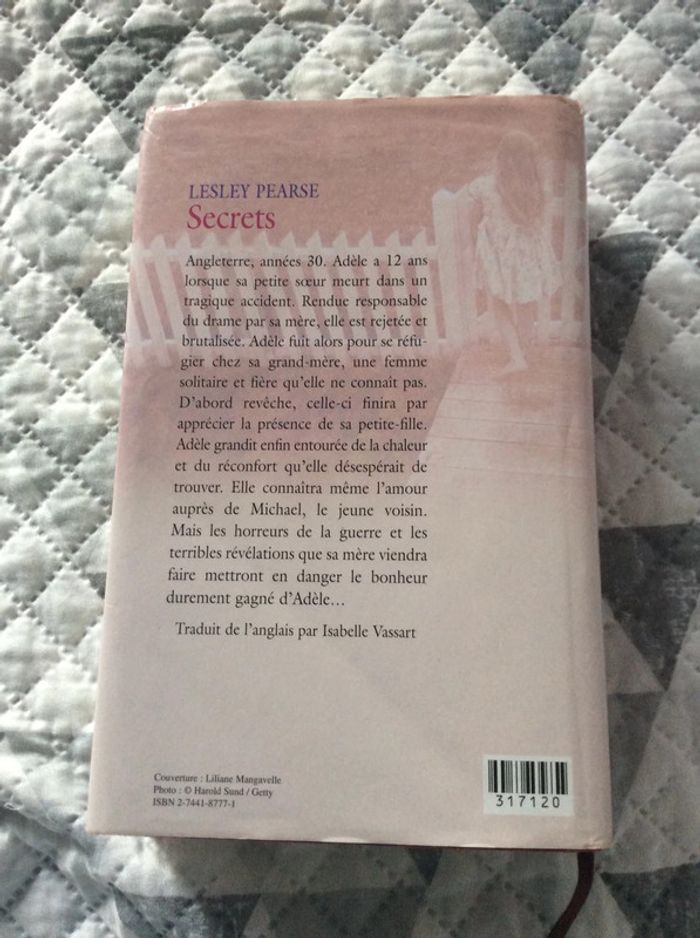 LESLEY PEARSE
Secrets
Angleterre, années 30. Adèle a 12 ans
lorsque sa petite sœur meurt dans un
tragique accident. Rendue responsable
du drame par sa mère, elle est rejetée et
brutalisée. Adèle fuit alors pour se réfu-
gier chez sa grand-mère, une femme
solitaire et fière qu'elle ne connaît pas.
D'abord revêche, celle-ci finira par
apprécier la présence de sa petite-fille.
Adèle grandit enfin entourée de la chaleur
et du réconfort qu'elle désespérait de
trouver. Elle connaîtra même l'amour
auprès de Michael, le jeune voisin.
Mais les horreurs de la guerre et les
terribles révélations que sa mère viendra
faire mettront en danger le bonheur
durement gagné d'Adèle…
Traduit de l'anglais par Isabelle Vassart
Couverture : Liliane Mangavelle
Photo : © Harold Sund / Getty
ISBN 2-7441-8777-1
317120